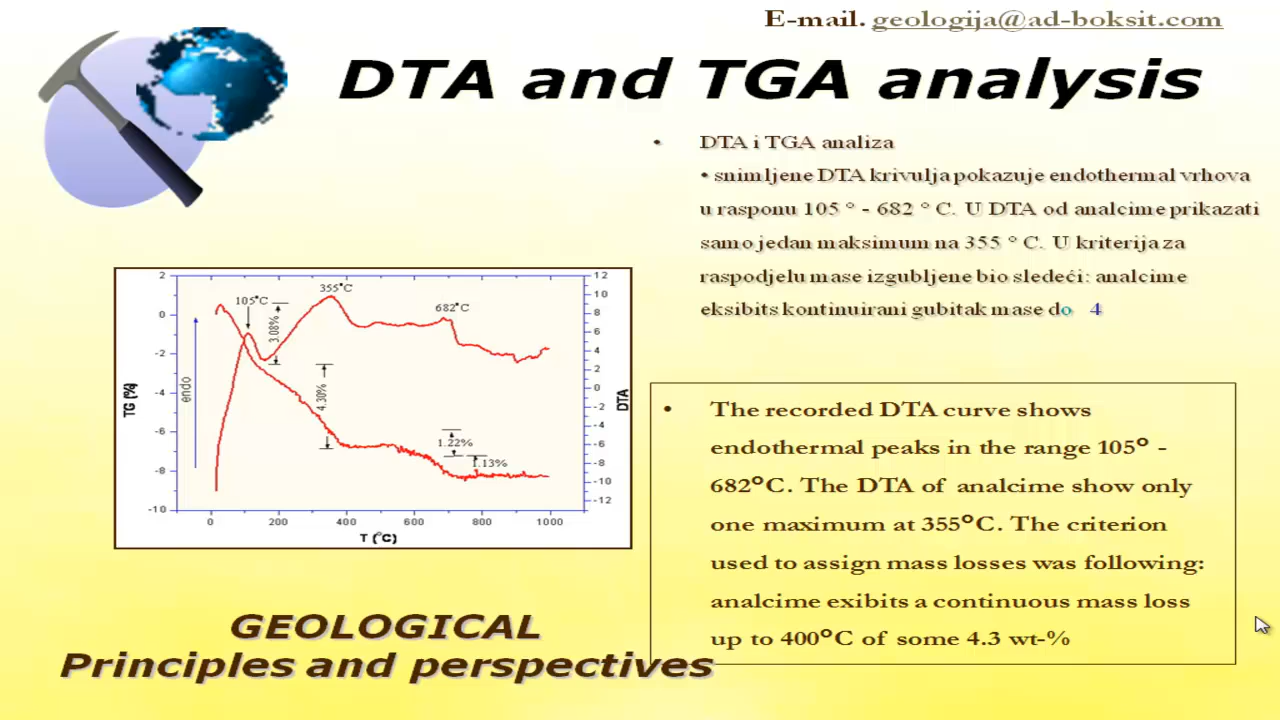 E-mail. geologija@ad-boksit.com
DTA and TGA analysis
• DTA i TGA analiza
• snimljene DTA krivulja pokazuje endothermal vrhova
u rasponu 105 ° - 682 ° C. U DTA od analcime prikazati
samo jedan maksimum na 355 ° C. U kriterija za
raspodjelu mase izgubljene bio sledeći: analcime
eksibits kontinuirani gubitak mase do 4
2
0
-2
-4
-6
-8
-10
TG (%)
endo
105°C
3.08%
355°C
4.30%
682°C
1.22%
1.13%
12
10
8
6
4
2
0
-2
-4
-6
-8
-10
-12
DTA
0 200 400 600 800 1000
T (°C)
• The recorded DTA curve shows
endothermal peaks in the range 105° -
682°C. The DTA of analcime show only
one maximum at 355°C. The criterion
used to assign mass losses was following:
analcime exibits a continuous mass loss
up to 400°C of some 4.3 wt-%
GEOLOGICAL
Principles and perspectives